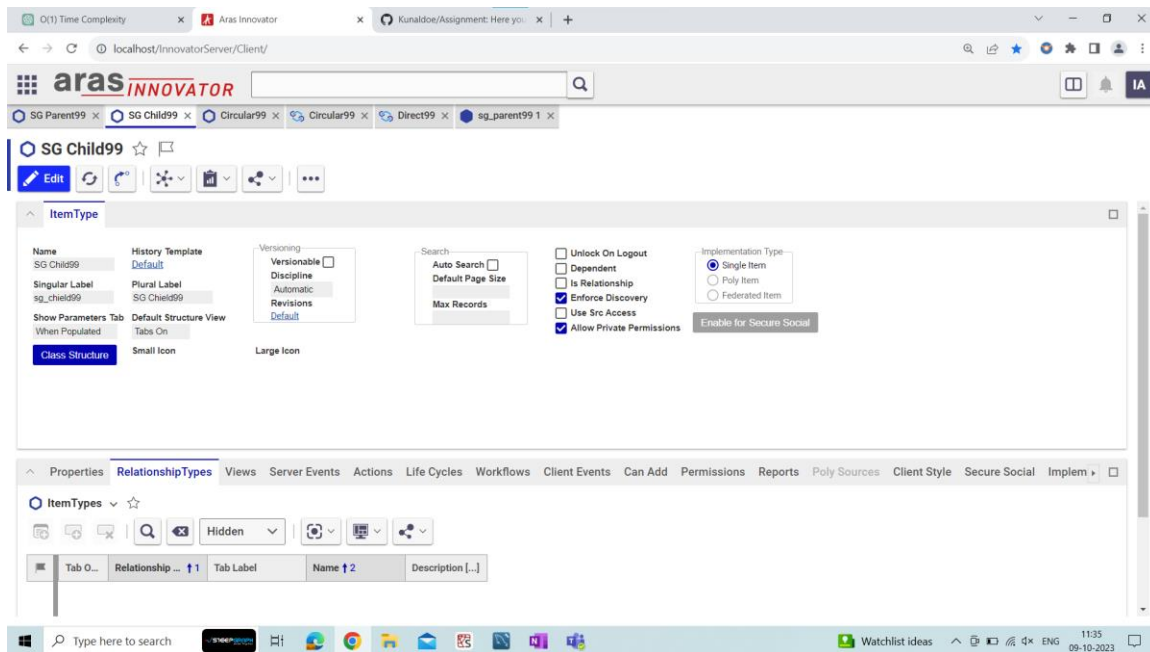 O(1) Time Complexity × Aras Innovator × Kunaldoe/Assignment: Here you × +
localhost/InnovatorServer/Client/
aras INNOVATOR IA
SG Parent99 × SG Child99 × Circular99 × Circular99 × Direct99 × sg_parent99 1 ×
SG Child99
Edit
ItemType
Name
SG Child99
Singular Label
sg_chield99
Show Parameters Tab
When Populated
Class Structure
History Template
Default
Plural Label
SG Chield99
Default Structure View
Tabs On
Small Icon
Versioning
Versionable
Discipline
Automatic
Revisions
Default
Large Icon
Search
Auto Search
Default Page Size
Max Records
Unlock On Logout
Dependent
Is Relationship
Enforce Discovery
Use Src Access
Allow Private Permissions
Implementation Type
Single Item
Poly Item
Federated Item
Enable for Secure Social
Properties RelationshipTypes Views Server Events Actions Life Cycles Workflows Client Events Can Add Permissions Reports Poly Sources Client Style Secure Social Implem
ItemTypes
Hidden
Tab O... Relationship ... 1 Tab Label Name 2 Description [...]
Type here to search Watchlist ideas ENG 11:35
09-10-2023